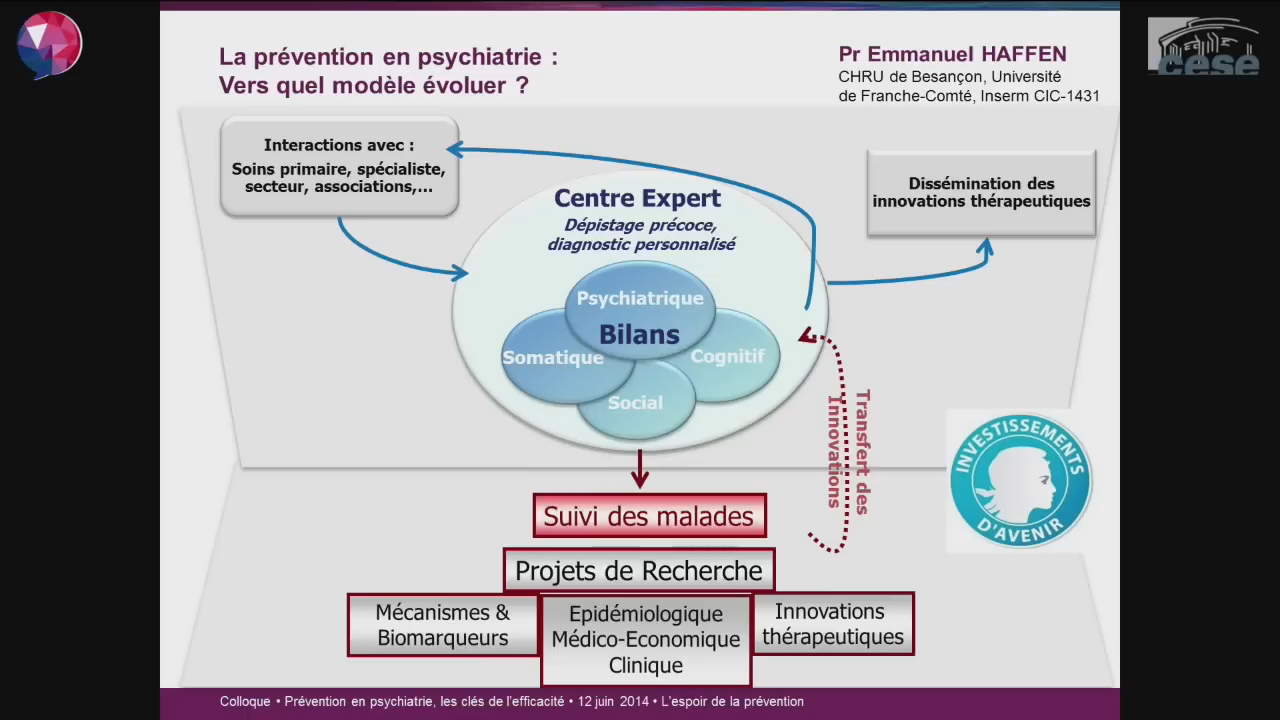 La prévention en psychiatrie :
Vers quel modèle évoluer ?
Pr Emmanuel HAFFEN
CHRU de Besançon, Université
de Franche-Comté, Inserm CIC-1431
cese
Interactions avec :
Soins primaire, spécialiste,
secteur, associations,...
Dissémination des
innovations thérapeutiques
Centre Expert
Dépistage précoce,
diagnostic personnalisé
Psychiatrique
Bilans
Somatique
Cognitif
Social
Transfert des
Innovations
INVESTISSEMENTS
D'AVENIR
Suivi des malades
Projets de Recherche
Mécanismes &
Biomarqueurs
Epidémiologique
Médico-Economique
Clinique
Innovations
thérapeutiques
Colloque • Prévention en psychiatrie, les clés de l'efficacité • 12 juin 2014 • L'espoir de la prévention